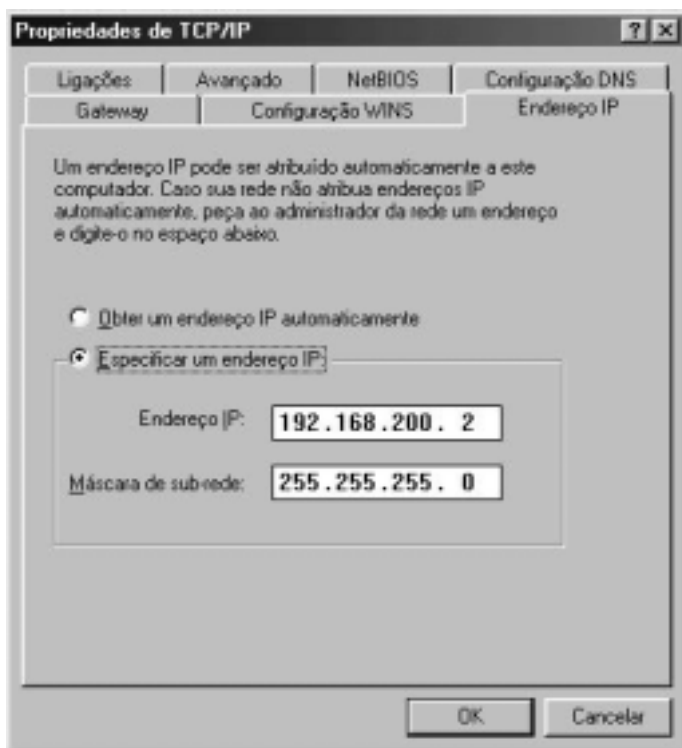 Propriedades de TCP/IP
Ligações Avançado NetBIOS Configuração DNS
Gateway Configuração WINS Endereço IP
Um endereço IP pode ser atribuído automaticamente a este
computador. Caso sua rede não atribua endereços IP
automaticamente, peça ao administrador da rede um endereço
e digite-o no espaço abaixo.
Obter um endereço IP automaticamente
Especificar um endereço IP:
Endereço IP: 192.168.200. 2
Máscara de sub-rede: 255.255.255. 0
OK Cancelar